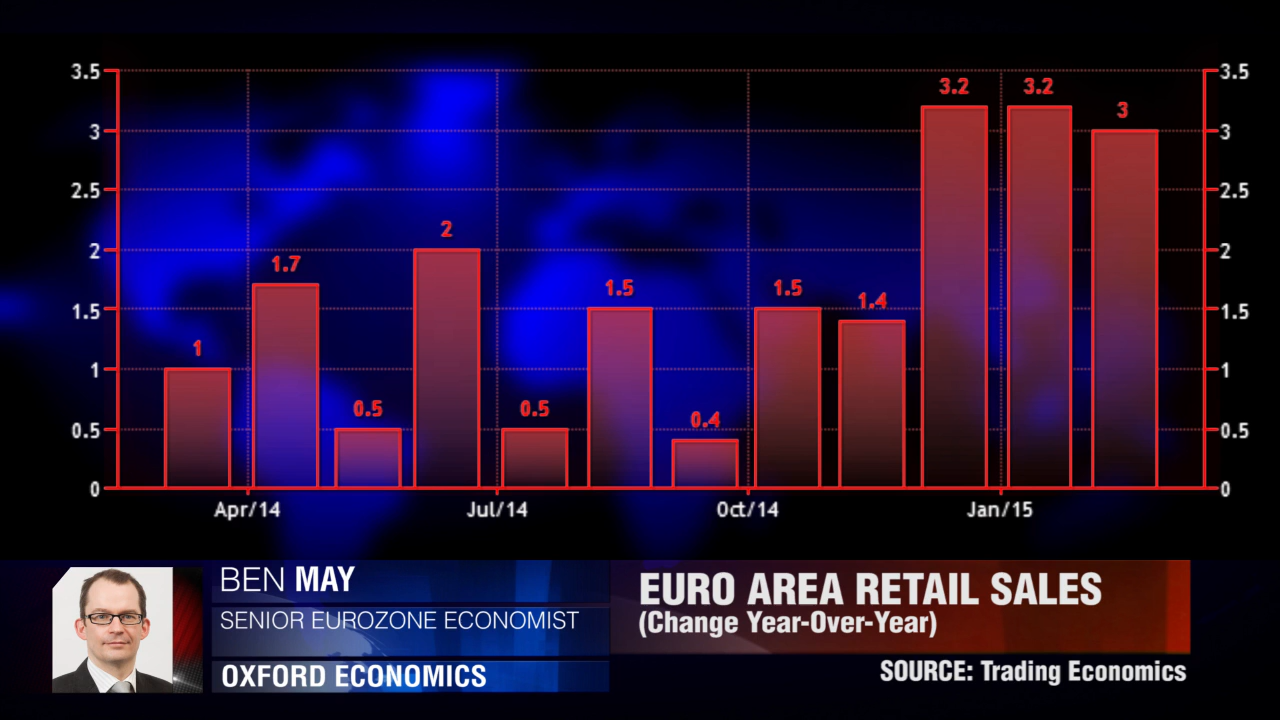 3.5 3.5
3.2 3.2
3
3 3
2.5 2.5
2
2 2
1.7
1.5 1.5
1.4
1.5 1.5
1
1 1
0.5 0.5
0.4
0.5 0.5
0 0
Apr/14 Jul/14 Oct/14 Jan/15
BEN MAY
SENIOR EUROZONE ECONOMIST
OXFORD ECONOMICS
EURO AREA RETAIL SALES
(Change Year-Over-Year)
SOURCE: Trading Economics